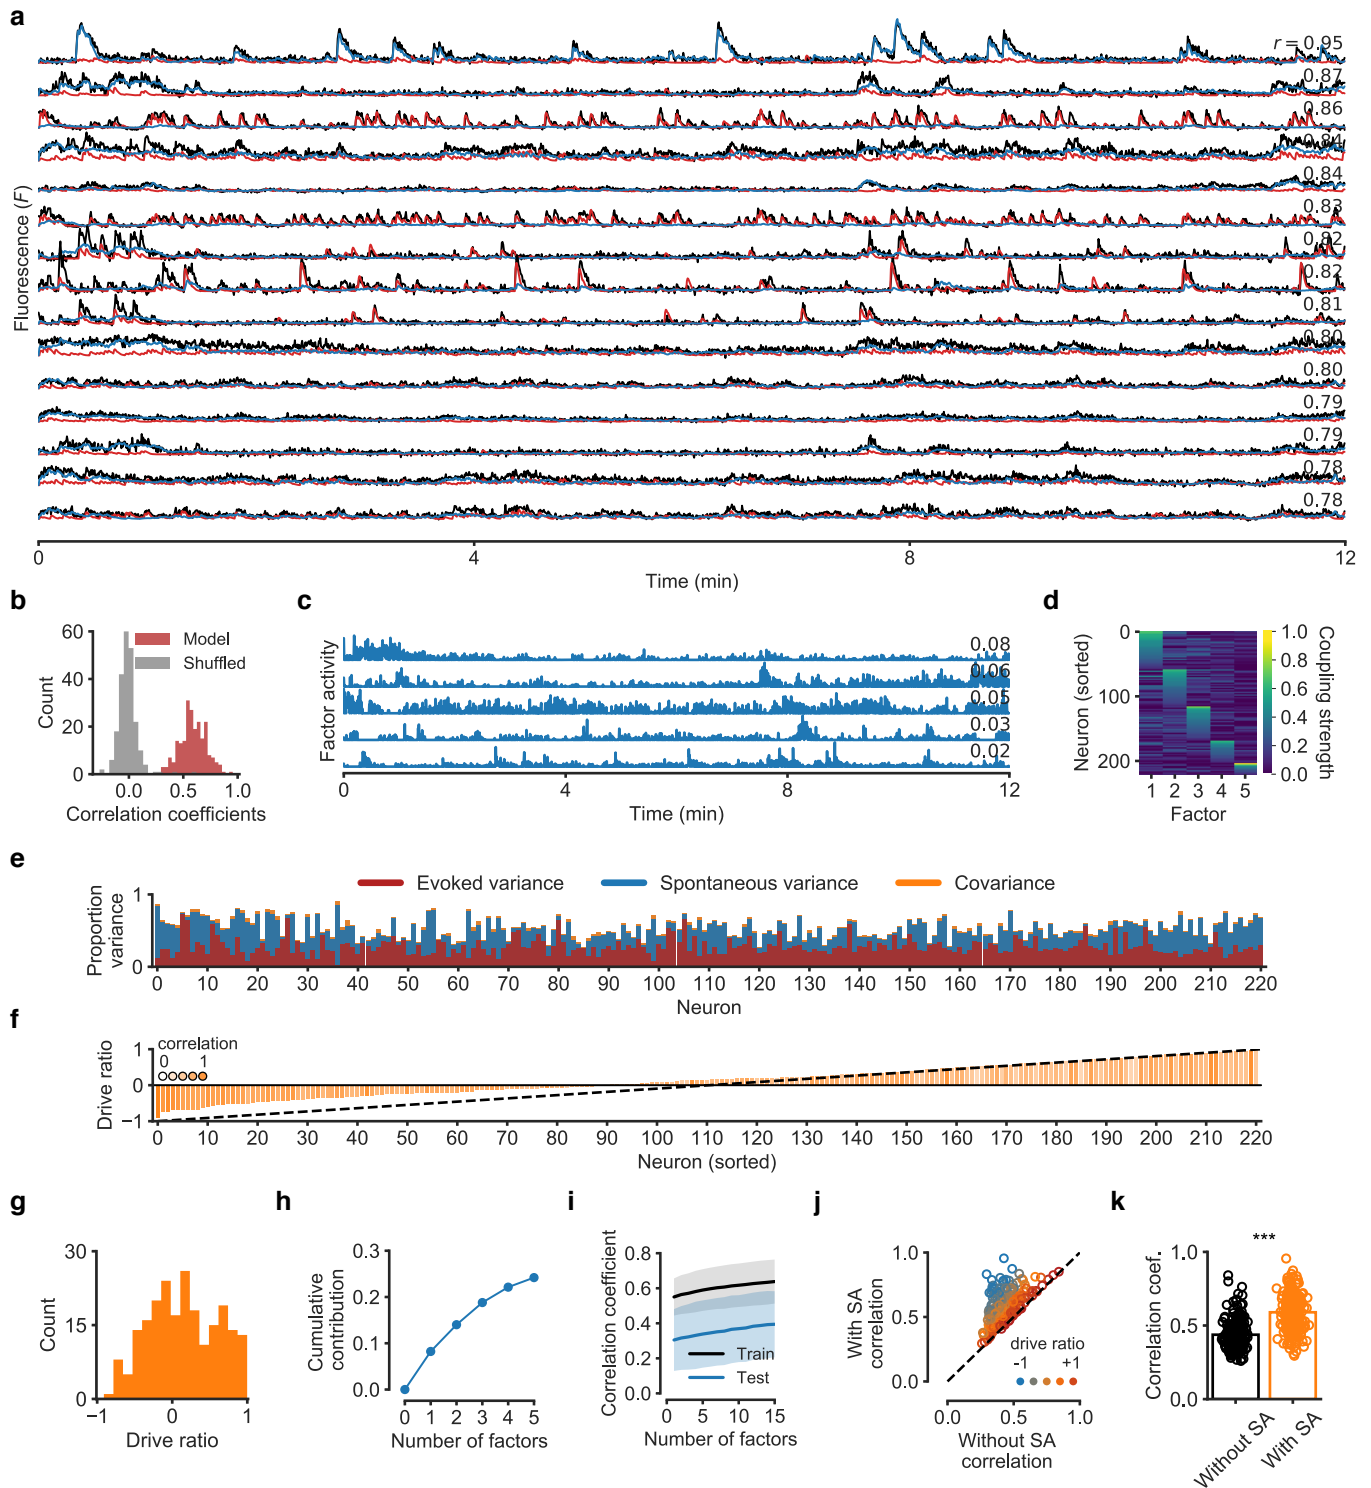 a
r = 0.95
0.87
0.86
0.84
0.84
0.83
0.82
0.82
0.81
0.80
0.80
0.79
0.79
0.78
0.78
Fluorescence (F)
0 4 8 12
Time (min)
b
60
40
20
0
Count
Model
Shuffled
0.0 0.5 1.0
Correlation coefficients
c
Factor activity
0.08
0.06
0.05
0.03
0.02
0 4 8 12
Time (min)
d
Neuron (sorted)
0
100
200
1 2 3 4 5
Factor
1.0
0.8
0.6
0.4
0.2
0.0
Coupling strength
e
Evoked variance Spontaneous variance Covariance
Proportion
variance
1
0
0 10 20 30 40 50 60 70 80 90 100 110 120 130 140 150 160 170 180 190 200 210 220
Neuron
f
correlation
0 1
Drive ratio
1
0
−1
0 10 20 30 40 50 60 70 80 90 100 110 120 130 140 150 160 170 180 190 200 210 220
Neuron (sorted)
g
Count
30
15
0
−1 0 1
Drive ratio
h
Cumulative
contribution
0.3
0.2
0.1
0.0
0 1 2 3 4 5
Number of factors
i
Correlation coefficient
0.8
0.6
0.4
0.2
0.0
Train
Test
0 5 10 15
Number of factors
j
With SA
correlation
1.0
0.5
0.0
drive ratio
-1 +1
0.0 0.5 1.0
Without SA
correlation
k
***
Correlation coef.
1.0
0.5
0.0
Without SA
With SA